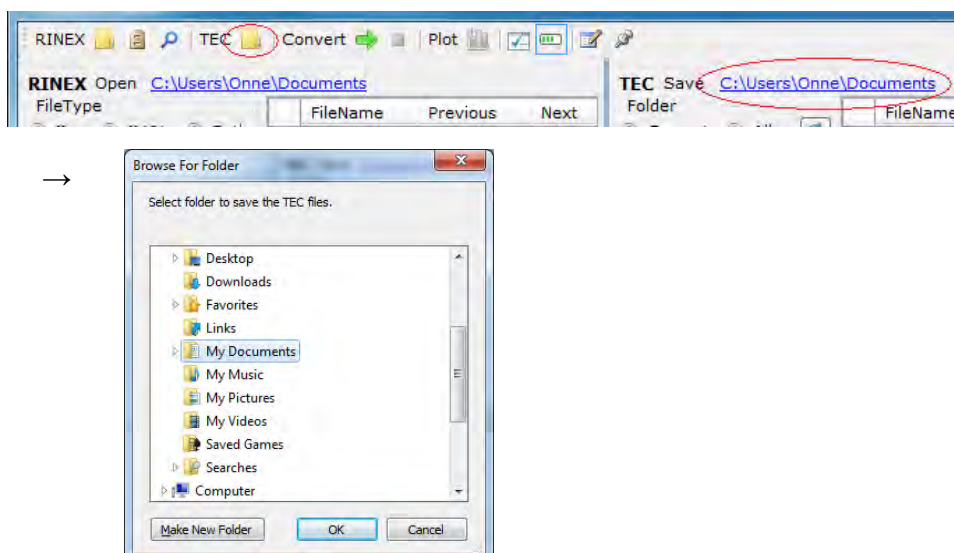 RINEX TEC Convert Plot
RINEX Open C:\Users\Onne\Documents
TEC Save C:\Users\Onne\Documents
FileType
FileName Previous Next
Folder
FileName
→
Browse For Folder
Select folder to save the TEC files.
Desktop
Downloads
Favorites
Links
My Documents
My Music
My Pictures
My Videos
Saved Games
Searches
Computer
Make New Folder OK Cancel